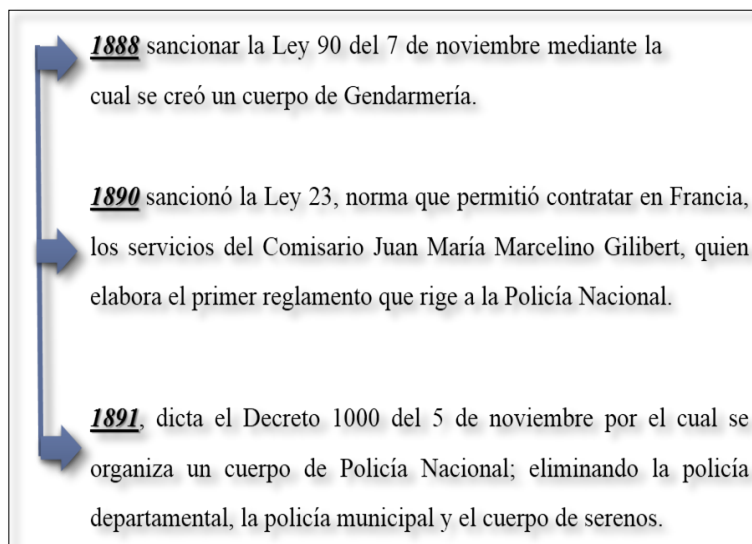 1888 sancionar la Ley 90 del 7 de noviembre mediante la
cual se creó un cuerpo de Gendarmería.
1890 sancionó la Ley 23, norma que permitió contratar en Francia,
los servicios del Comisario Juan María Marcelino Gilibert, quien
elabora el primer reglamento que rige a la Policía Nacional.
1891, dicta el Decreto 1000 del 5 de noviembre por el cual se
organiza un cuerpo de Policía Nacional; eliminando la policía
departamental, la policía municipal y el cuerpo de serenos.